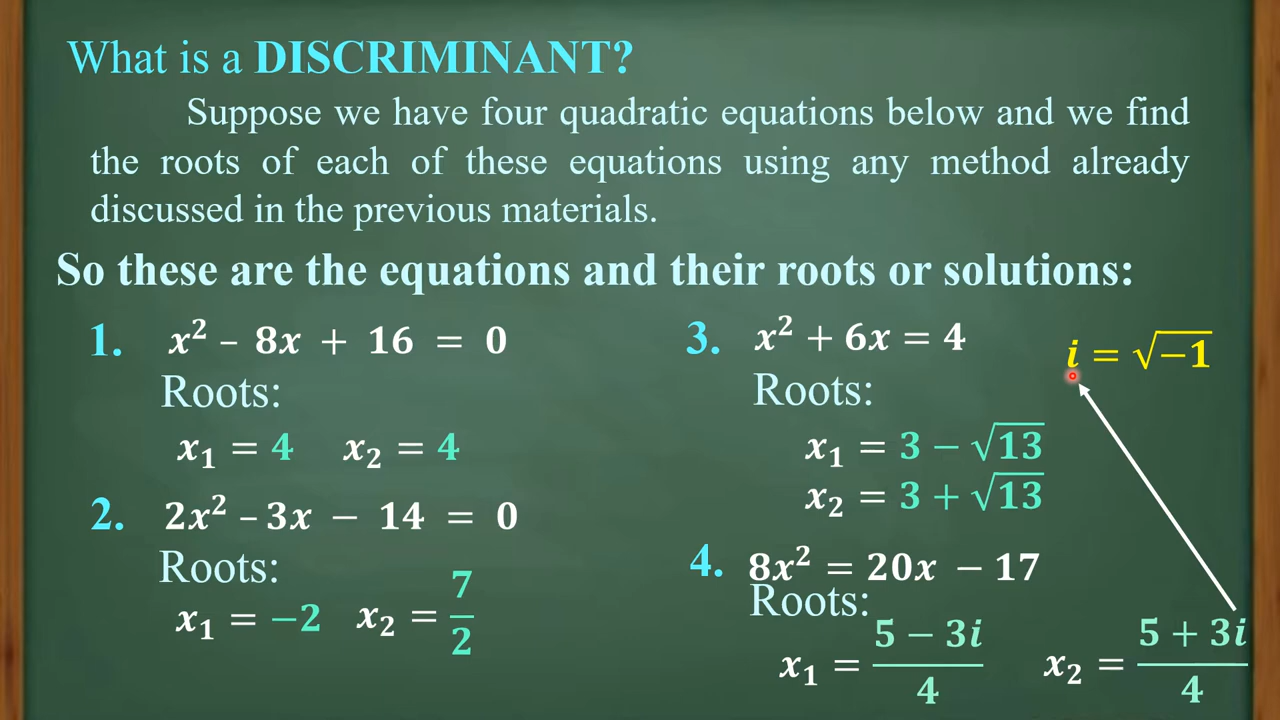 What is a DISCRIMINANT?
Suppose we have four quadratic equations below and we find
the roots of each of these equations using any method already
discussed in the previous materials.
So these are the equations and their roots or solutions:
1. x² – 8x + 16 = 0
Roots:
x₁ = 4 x₂ = 4
2. 2x² – 3x − 14 = 0
Roots:
x₁ = −2 x₂ = 7/2
3. x² + 6x = 4
i = √−1
Roots:
x₁ = 3 − √13
x₂ = 3 + √13
4. 8x² = 20x − 17
Roots:
x₁ = (5 − 3i)/4 x₂ = (5 + 3i)/4